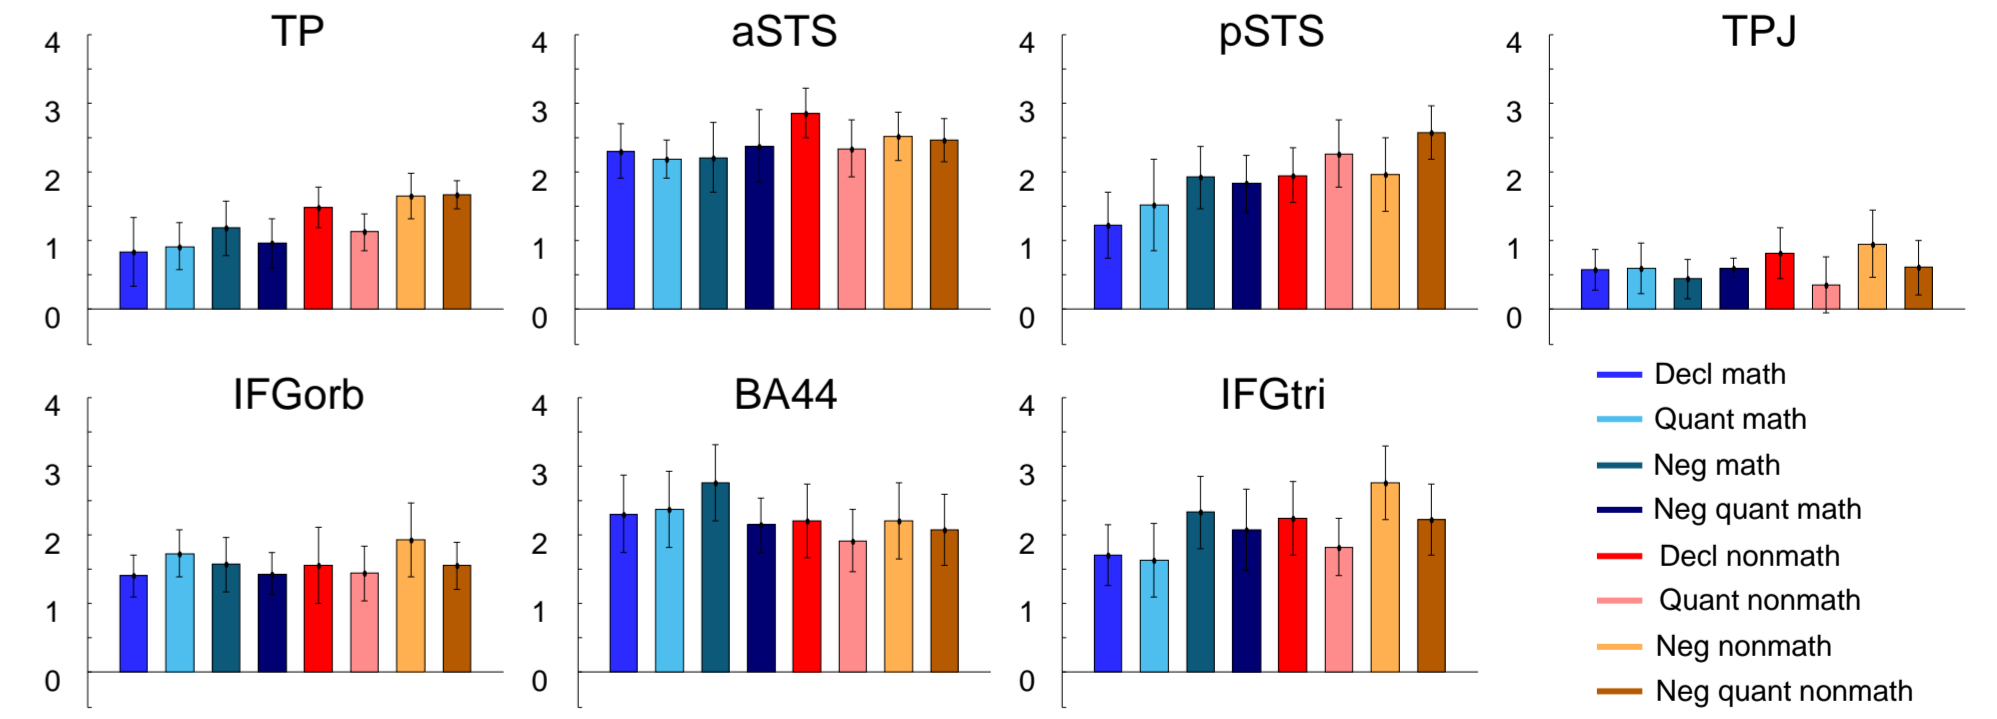 TP
aSTS
pSTS
TPJ
4
3
2
1
0
4
3
2
1
0
4
3
2
1
0
4
3
2
1
0
IFGorb
BA44
IFGtri
4
3
2
1
0
4
3
2
1
0
4
3
2
1
0
Decl math
Quant math
Neg math
Neg quant math
Decl nonmath
Quant nonmath
Neg nonmath
Neg quant nonmath